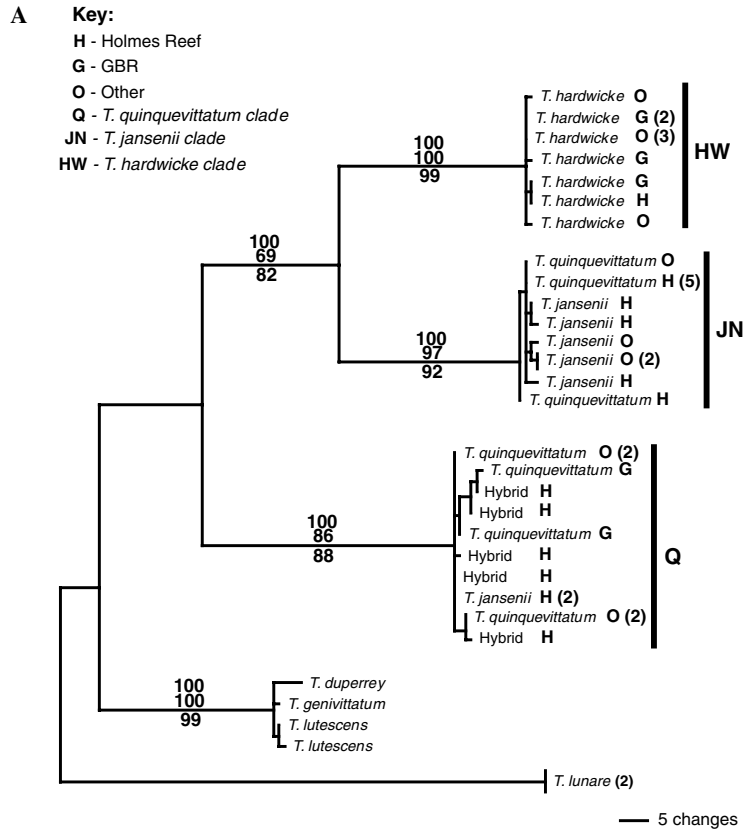 A
Key:
H - Holmes Reef
G - GBR
O - Other
Q - T. quinquevittatum clade
JN - T. jansenii clade
HW - T. hardwicke clade
100
100
99
T. hardwicke O
T. hardwicke G (2)
T. hardwicke O (3)
T. hardwicke G
T. hardwicke G
T. hardwicke H
T. hardwicke O
HW
100
69
82
100
97
92
T. quinquevittatum O
T. quinquevittatum H (5)
T. jansenii H
T. jansenii H
T. jansenii O
T. jansenii O (2)
T. jansenii H
T. quinquevittatum H
JN
100
86
88
T. quinquevittatum O (2)
T. quinquevittatum G
Hybrid H
Hybrid H
T. quinquevittatum G
Hybrid H
Hybrid H
T. jansenii H (2)
T. quinquevittatum O (2)
Hybrid H
Q
100
100
99
T. duperrey
T. genivittatum
T. lutescens
T. lutescens
T. lunare (2)
5 changes